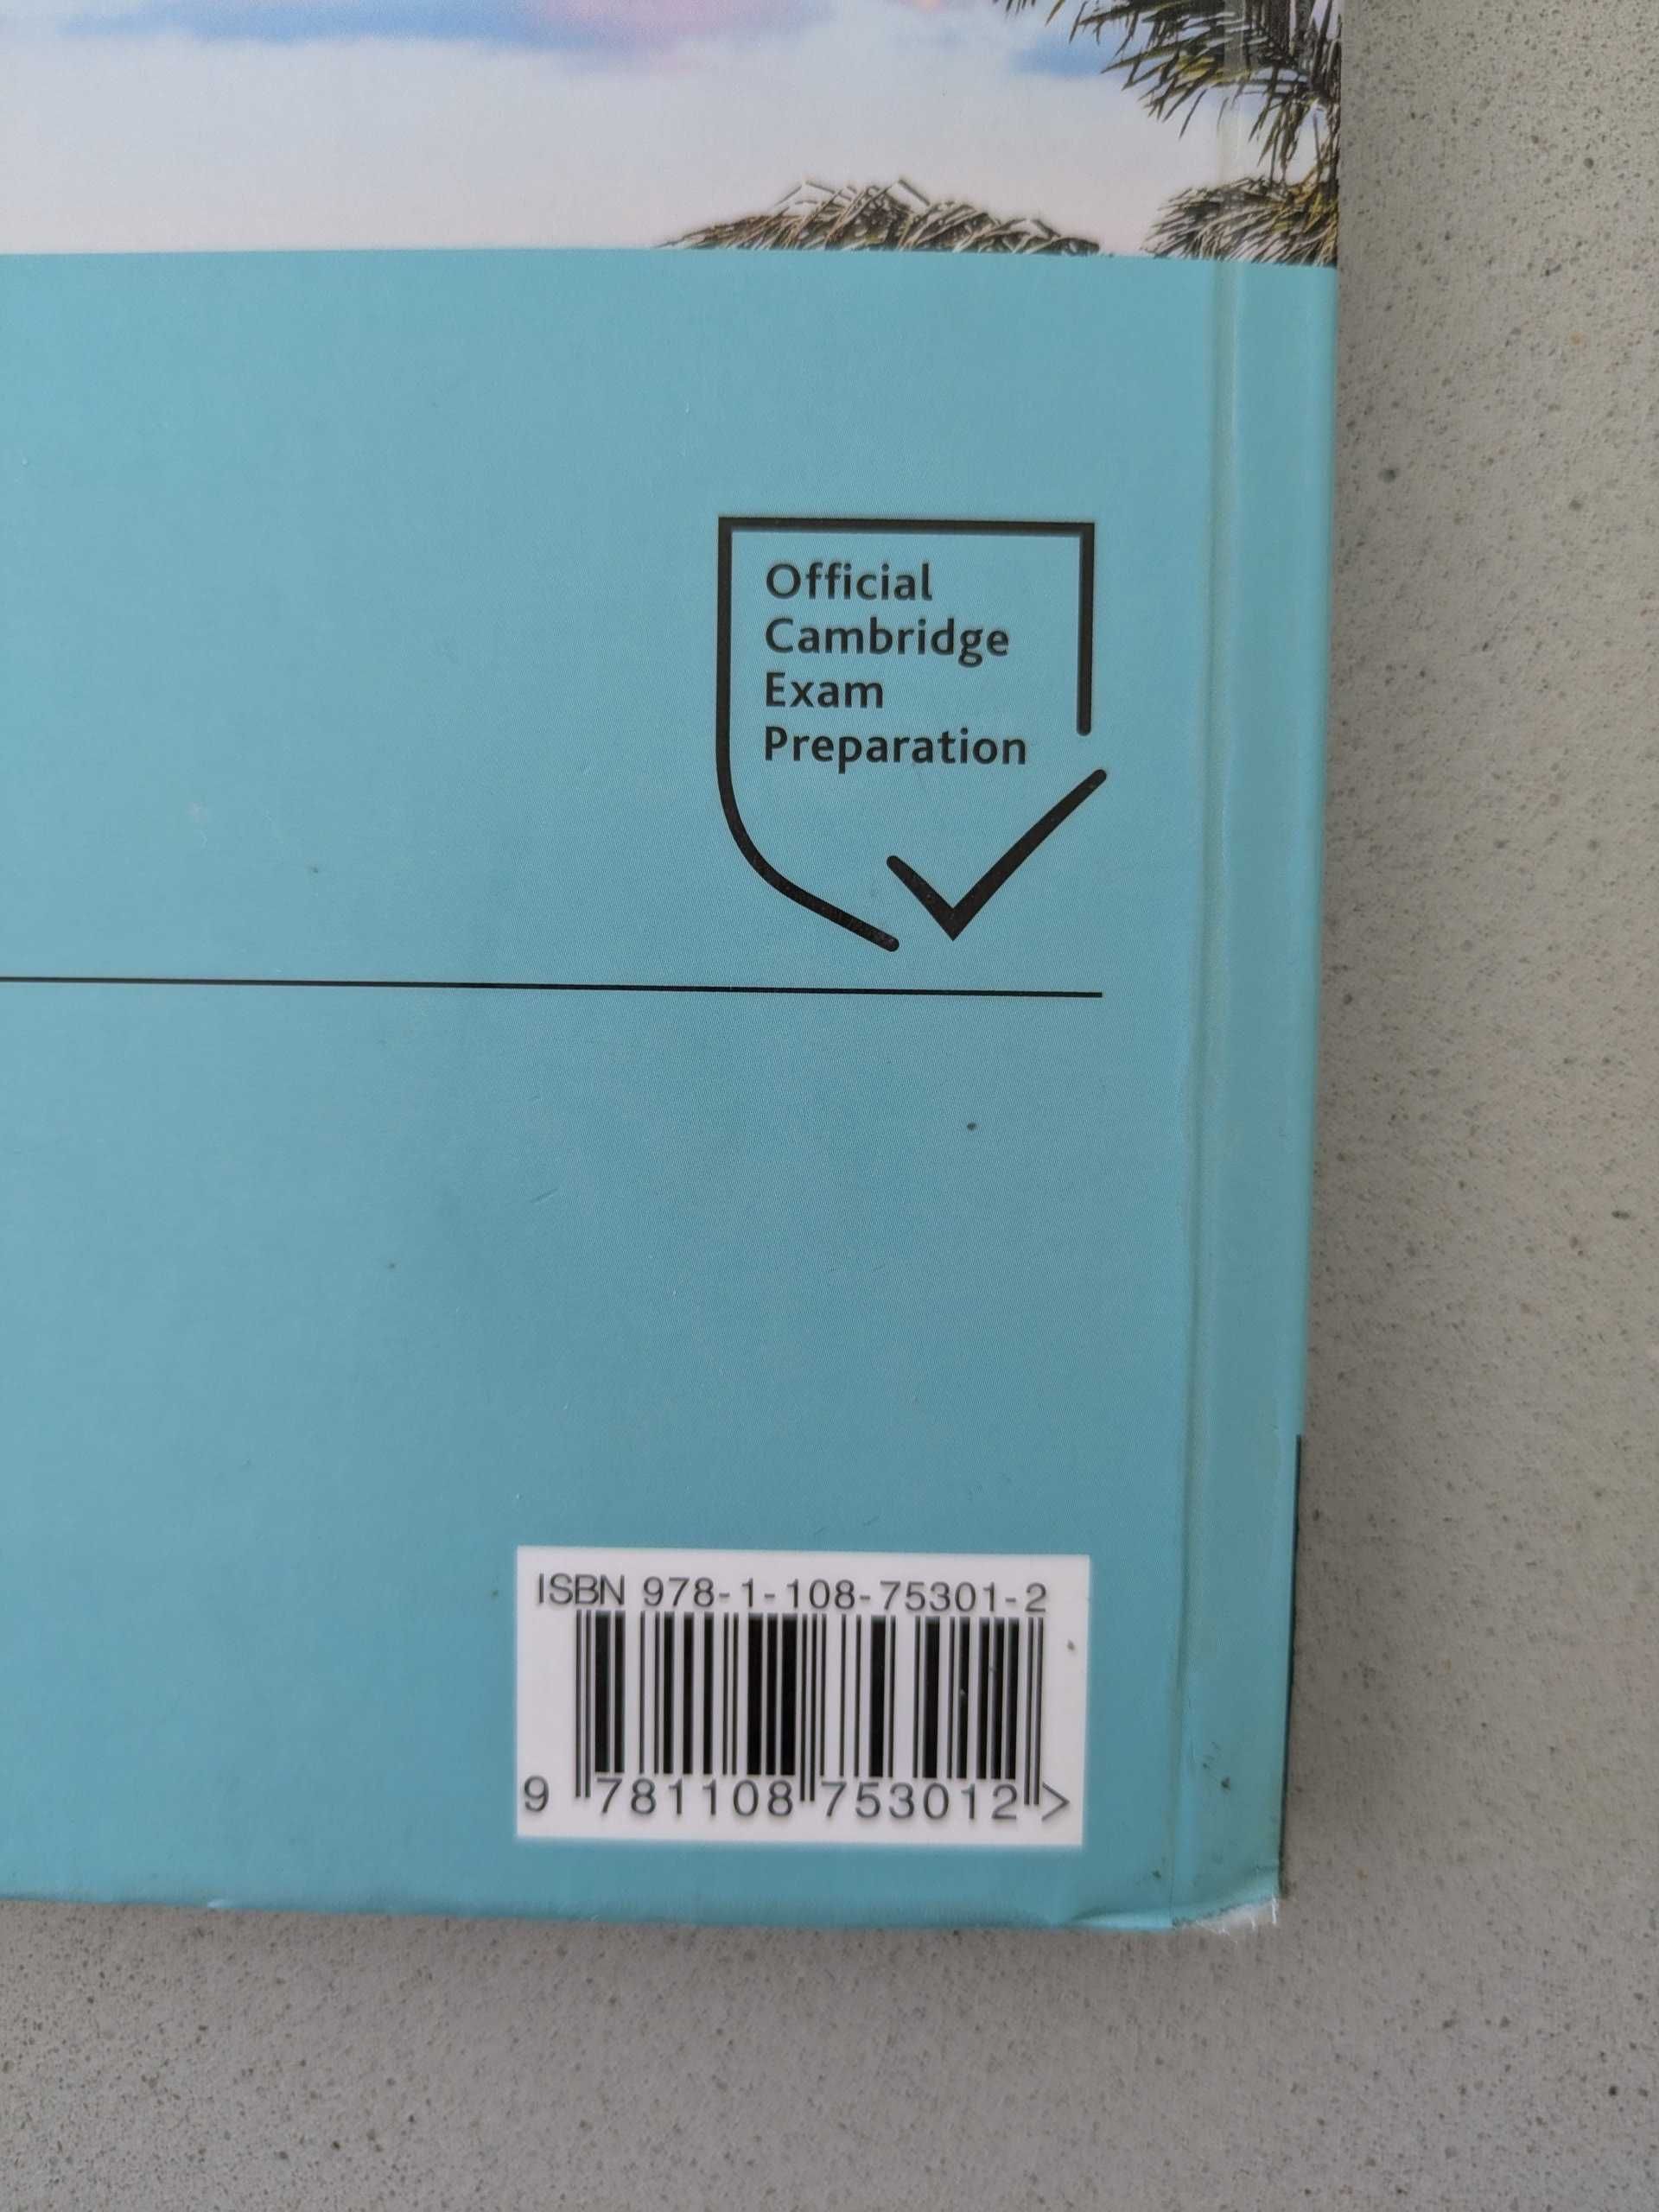 Official
Cambridge
Exam
Preparation
ISBN 978-1-108-75301-2
9 781108 753012 >